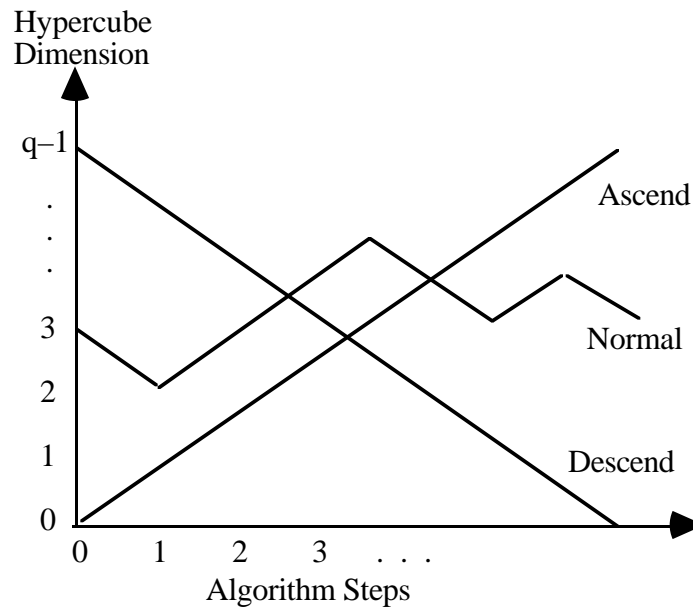 Hypercube
Dimension
q–1
.
.
.
3
2
1
0
Ascend
Normal
Descend
0 1 2 3 . . .
Algorithm Steps